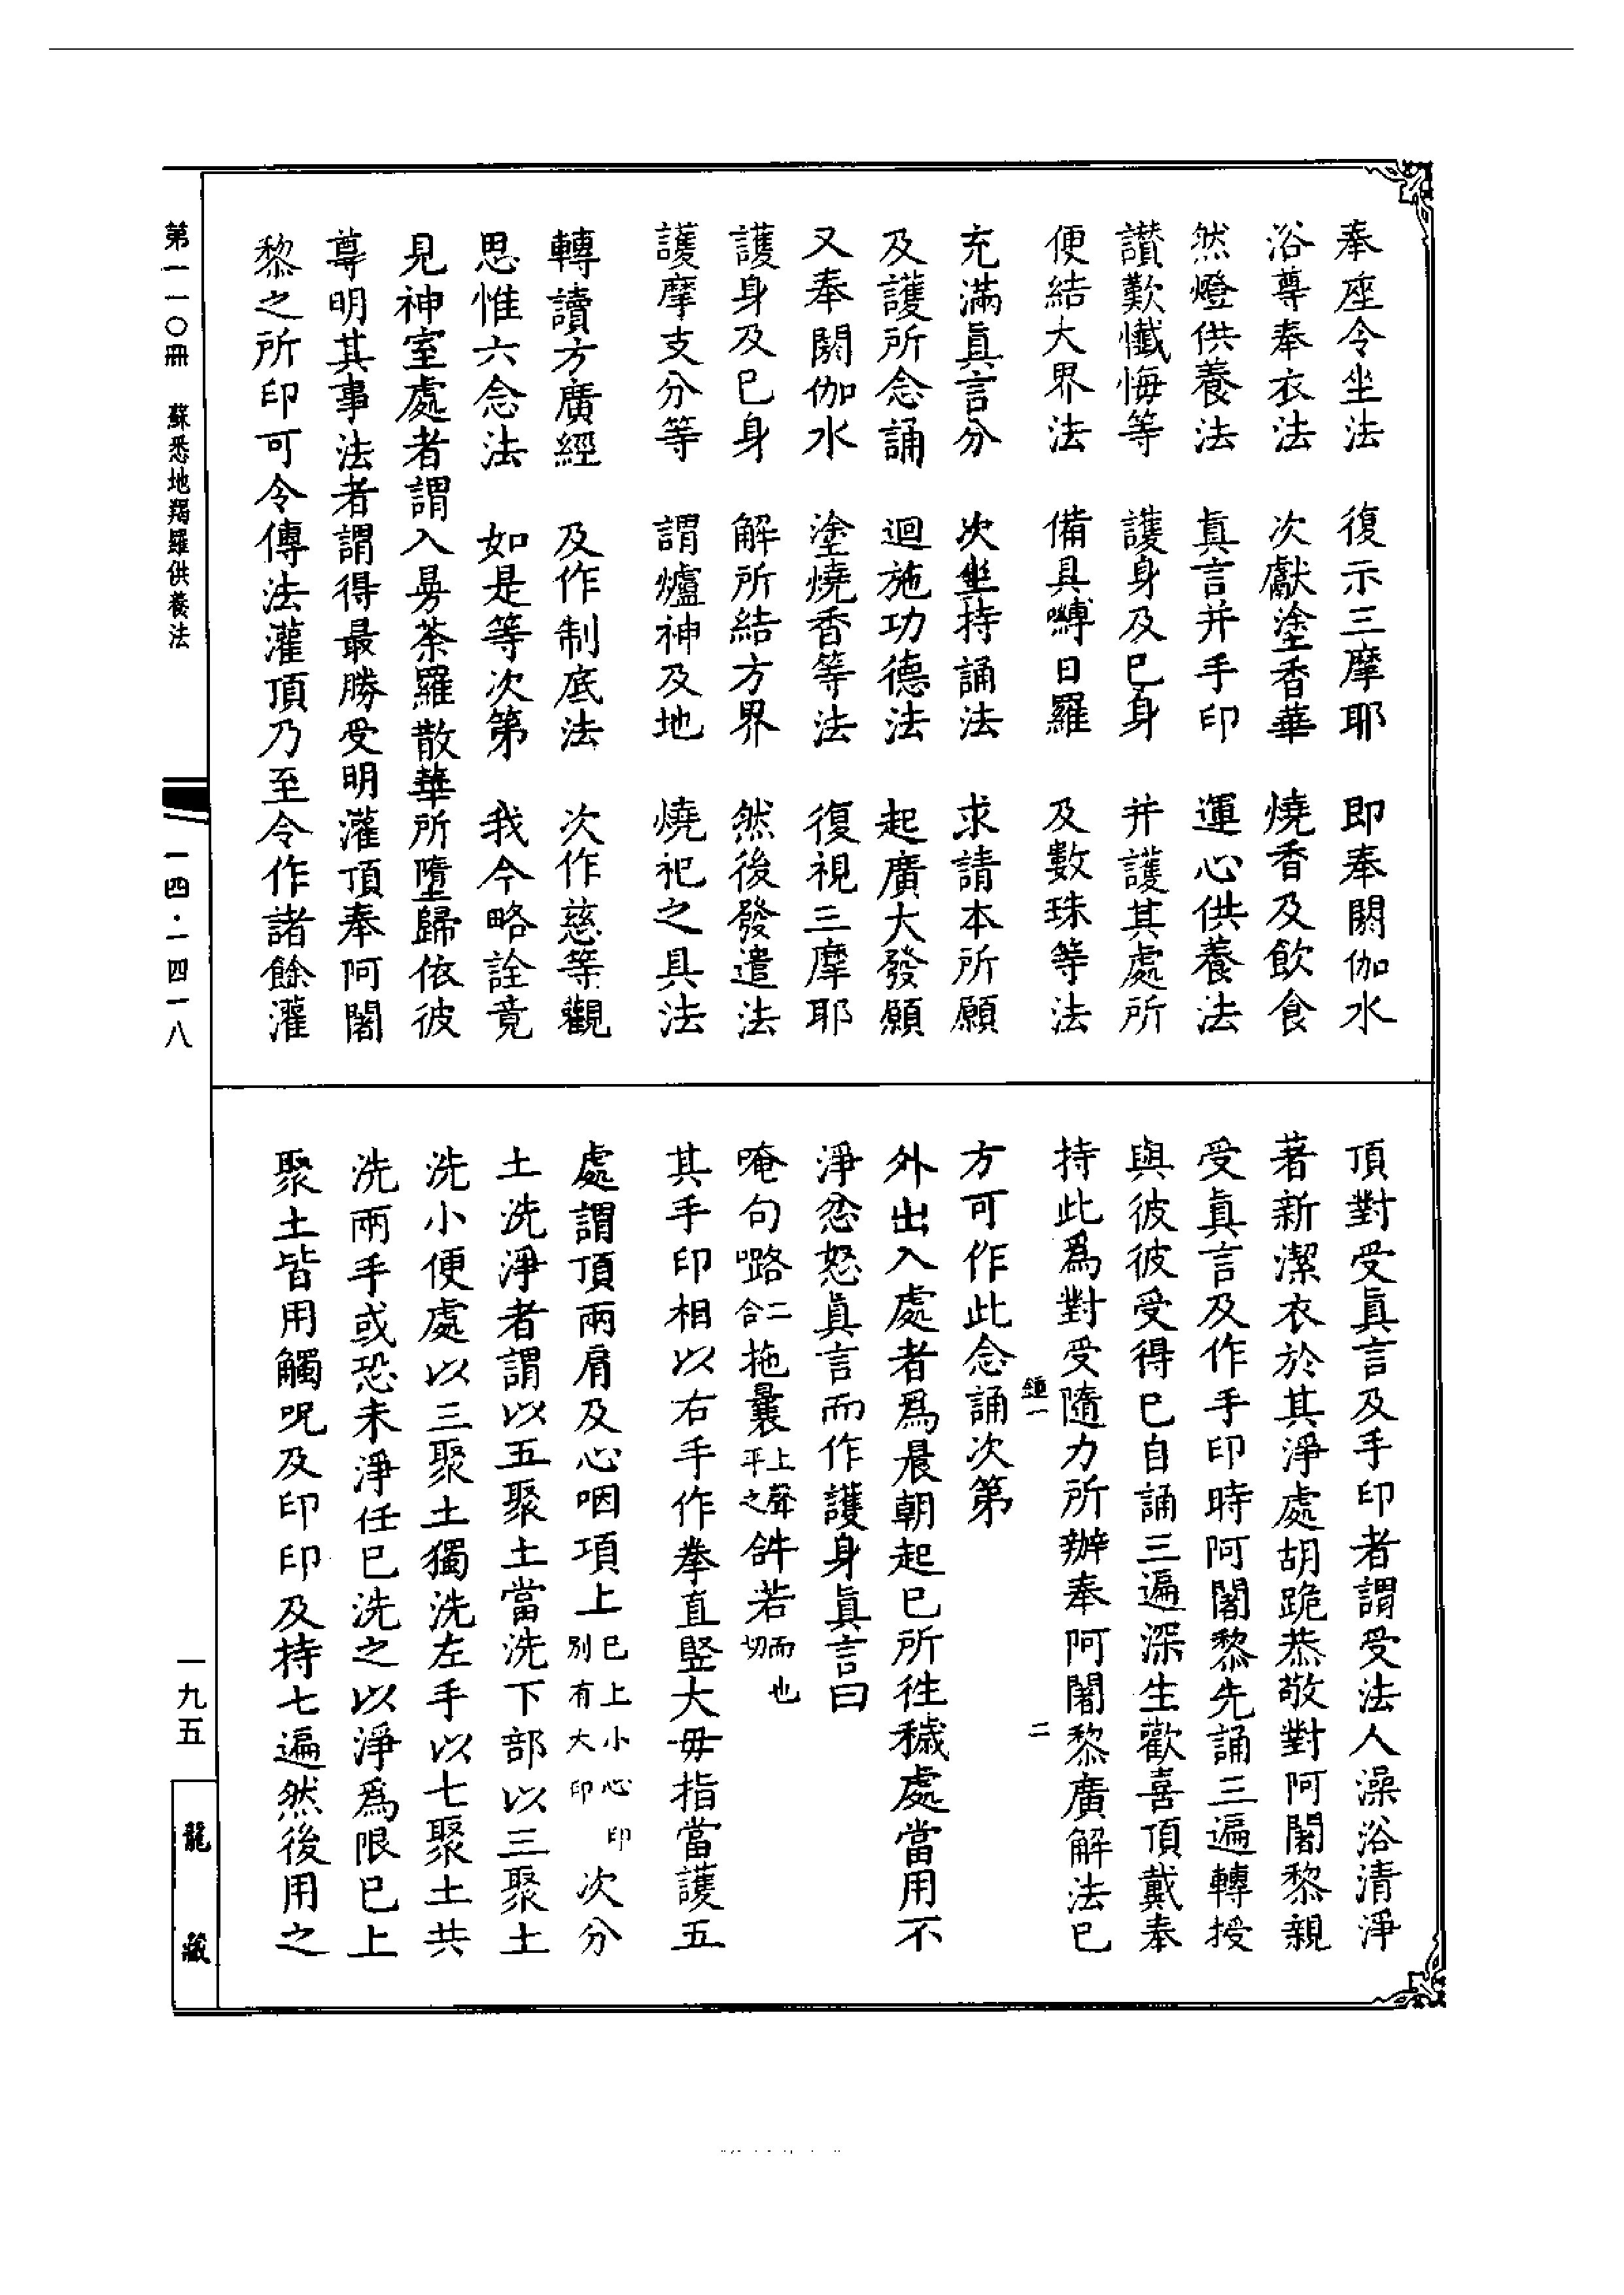 奉座令坐法　復示三摩耶　即奉閼伽水
浴尊奉衣法　次獻塗香華　燒香及飲食
然燈供養法　真言并手印　運心供養法
讃歎懺悔等　護身及巳身　并護其處所
便結大界法　備具嚩日羅　及數珠等法
充滿真言分　次坐持誦法　求請本所願
及護所念誦　迴施功德法　起廣大發願
又奉閼伽水　塗燒香等法　復視三摩耶
護身及巳身　解所結方界　然後發遣法
護摩支分等　謂爐神及地　燒祀之具法
轉讀方廣經　及作制底法　次作慈等觀
思惟六念法　如是等次第　我今略詮竟
見神室處者謂入曼荼羅散華所墮歸依彼
尊明其事法者謂得最勝受明灌頂奉阿闍
黎之所印可令傳法灌頂乃至令作諸餘灌
頂對受真言及手印者謂受法人澡浴清淨
著新潔衣於其淨處胡跪恭敬對阿闍黎親
受真言及作手印時阿闍黎先誦三遍轉授
與彼彼受得巳自誦三遍深生歡喜頂戴奉
持此為對受隨力所辦奉阿闍黎廣解法巳
鍾一　二
方可作此念誦次第
外出入處者為晨朝起巳所往穢處當用不
淨忿怒真言而作護身真言曰
唵句嚕二合拖曩上聲平之𤙖若而切也
其手印相以右手作拳直竪大毋指當護五
處謂頂兩肩及心咽項上巳上小心印別有大印次分
土洗淨者謂以五聚土當洗下部以三聚土
洗小便處以三聚土獨洗左手以七聚土共
洗兩手或恐未淨任巳洗之以淨為限巳上
聚土皆用觸呪及印印及持七遍然後用之
第一一〇冊　蘇悉地羯羅供養法
一四·一四一八
一九五
龍藏